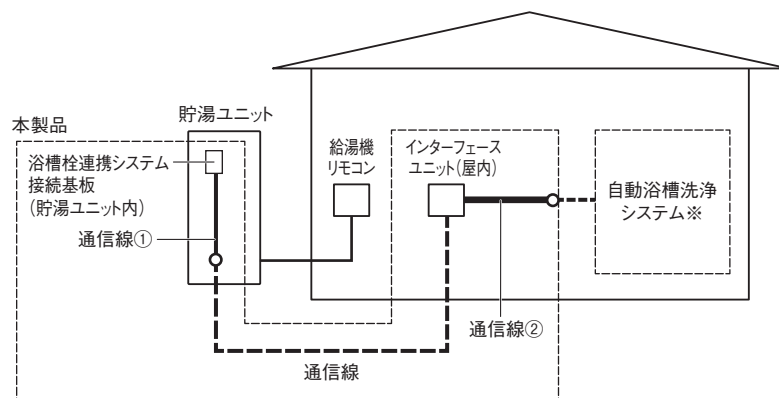 本製品
貯湯ユニット
浴槽栓連携システム
接続基板
（貯湯ユニット内）
通信線①
給湯機
リモコン
インターフェース
ユニット（屋内）
自動浴槽洗浄
システム※
通信線②
通信線